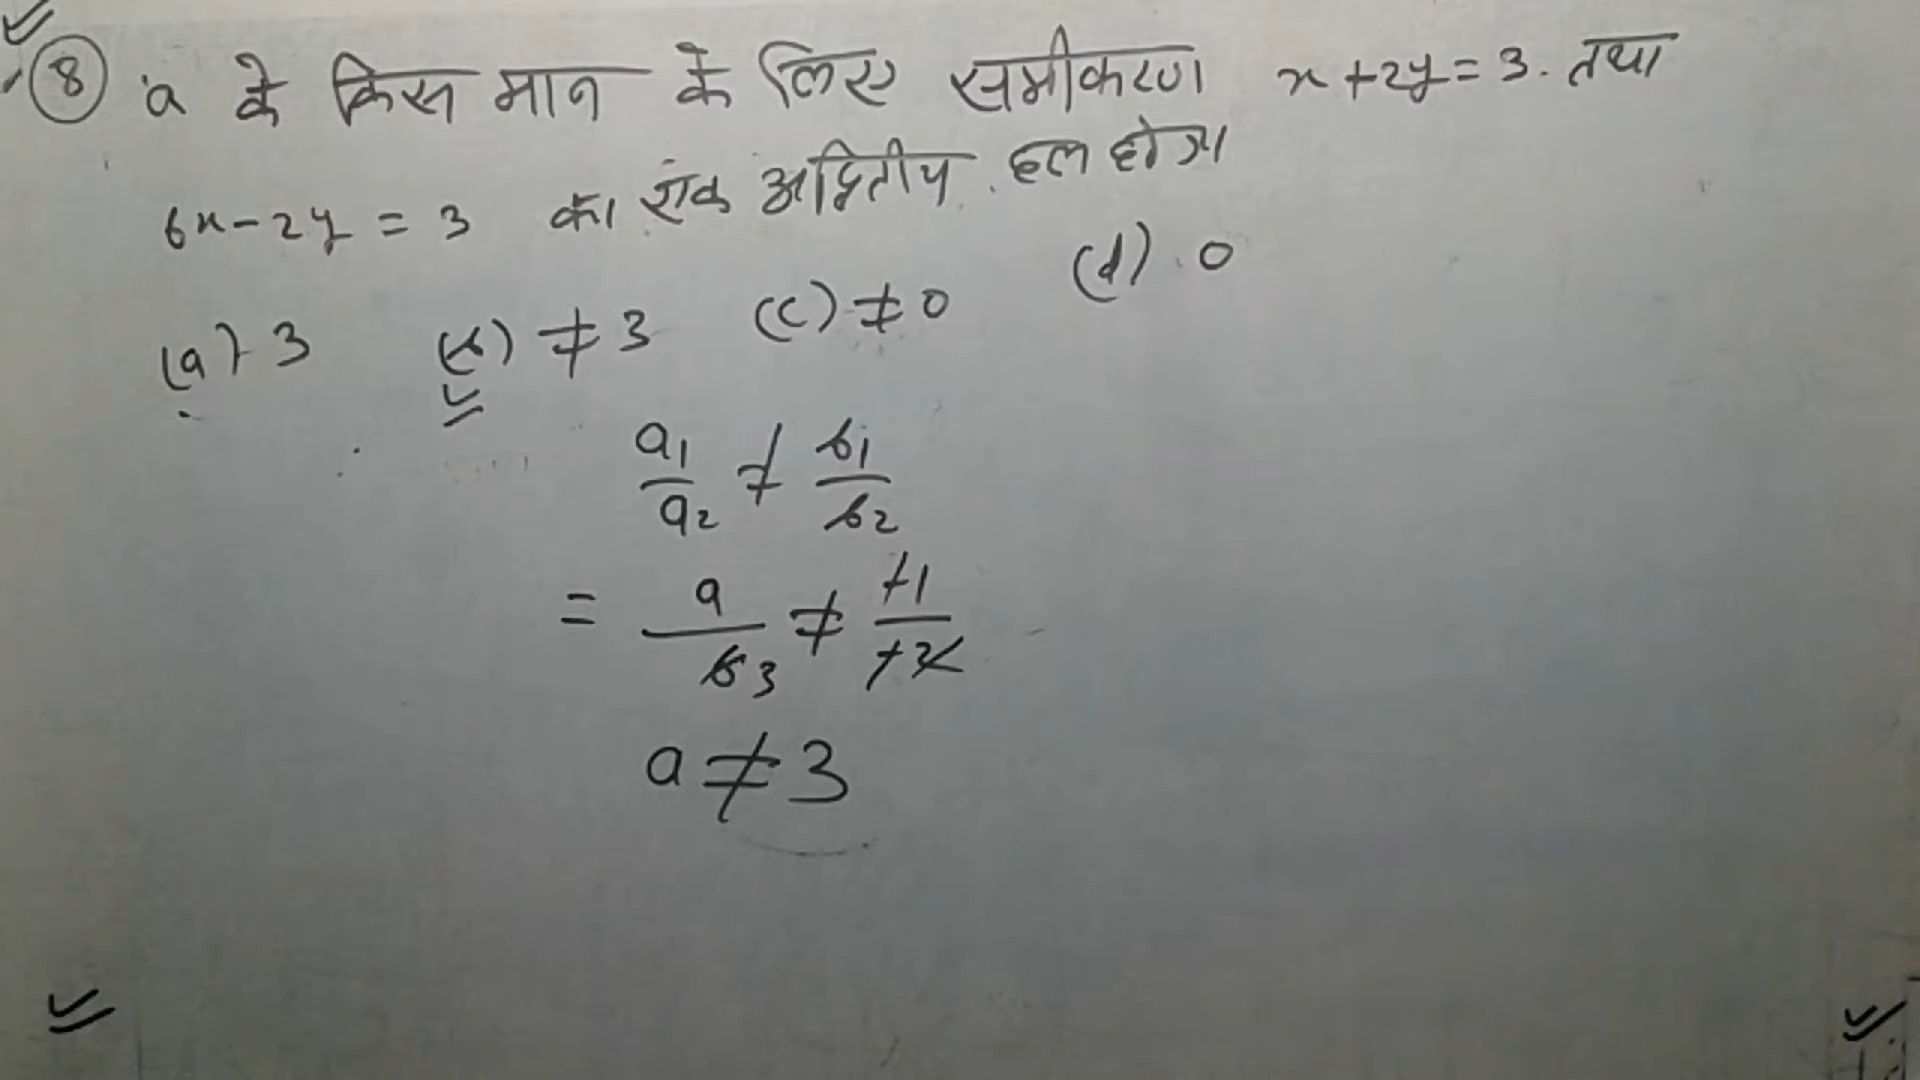 ⑧ a के किस मान के लिए समीकरण x + 2y = 3. तथा
6x - 2y = 3 का एक अद्वितीय हल होगा
(a) 3 (b) ≠ 3 (c) ≠ 0 (d) 0
a1/a2 ≠ b1/b2
= a/6 3 ≠ +1/+2
a ≠ 3